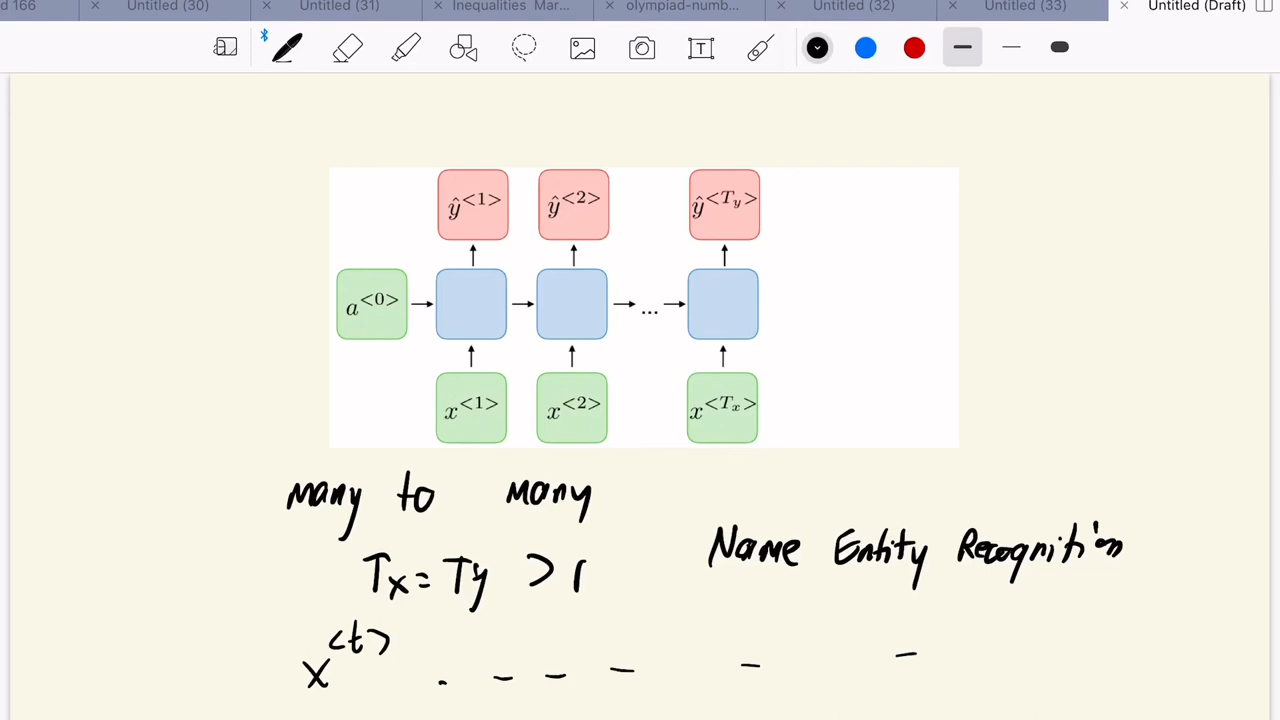 d 166 Untitled (30) Untitled (31) Inequalities Mar... olympiad-numb... Untitled (32) Untitled (33) Untitled (Draft)
ŷ<1> ŷ<2> ŷ<Ty>
a<0> ...
x<1> x<2> x<Tx>
many to many
Name Entity Recognition
Tx = Ty > 1
x<t> . - - - - -